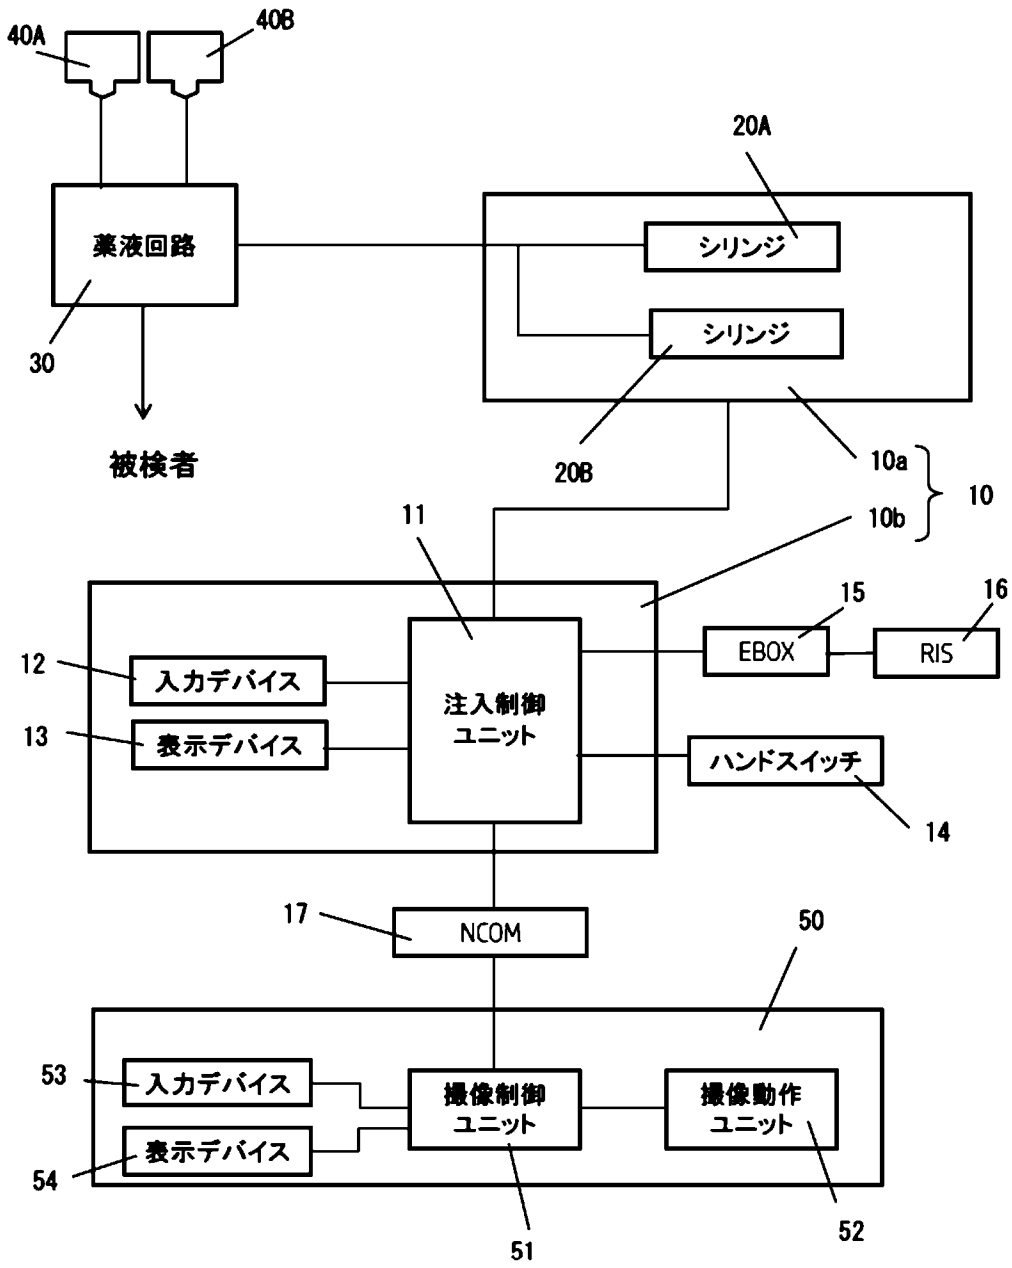 40A
40B
20A
薬液回路
シリンジ
シリンジ
30
被検者
20B
10a
10
10b
11
15
16
EBOX
RIS
12
入力デバイス
13
表示デバイス
注入制御
ユニット
ハンドスイッチ
14
17
NCOM
50
53
入力デバイス
撮像制御
ユニット
撮像動作
ユニット
54
表示デバイス
51
52